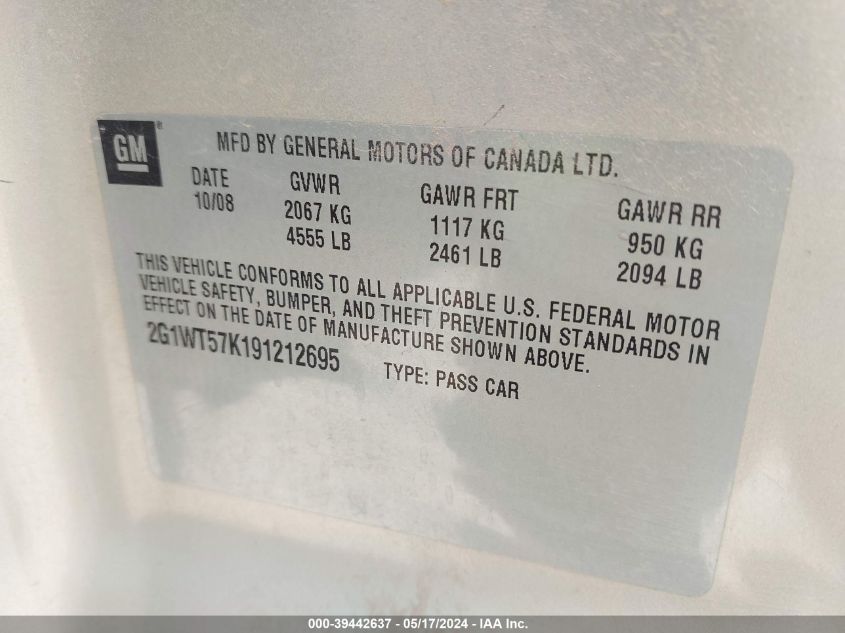 GM
®
MFD BY GENERAL MOTORS OF CANADA LTD.
DATE GVWR GAWR FRT GAWR RR
10/08 2067 KG 1117 KG 950 KG
4555 LB 2461 LB 2094 LB
THIS VEHICLE CONFORMS TO ALL APPLICABLE U.S. FEDERAL MOTOR
VEHICLE SAFETY, BUMPER, AND THEFT PREVENTION STANDARDS IN
EFFECT ON THE DATE OF MANUFACTURE SHOWN ABOVE.
2G1WT57K191212695 TYPE: PASS CAR
000-39442637 - 05/17/2024 - IAA Inc.